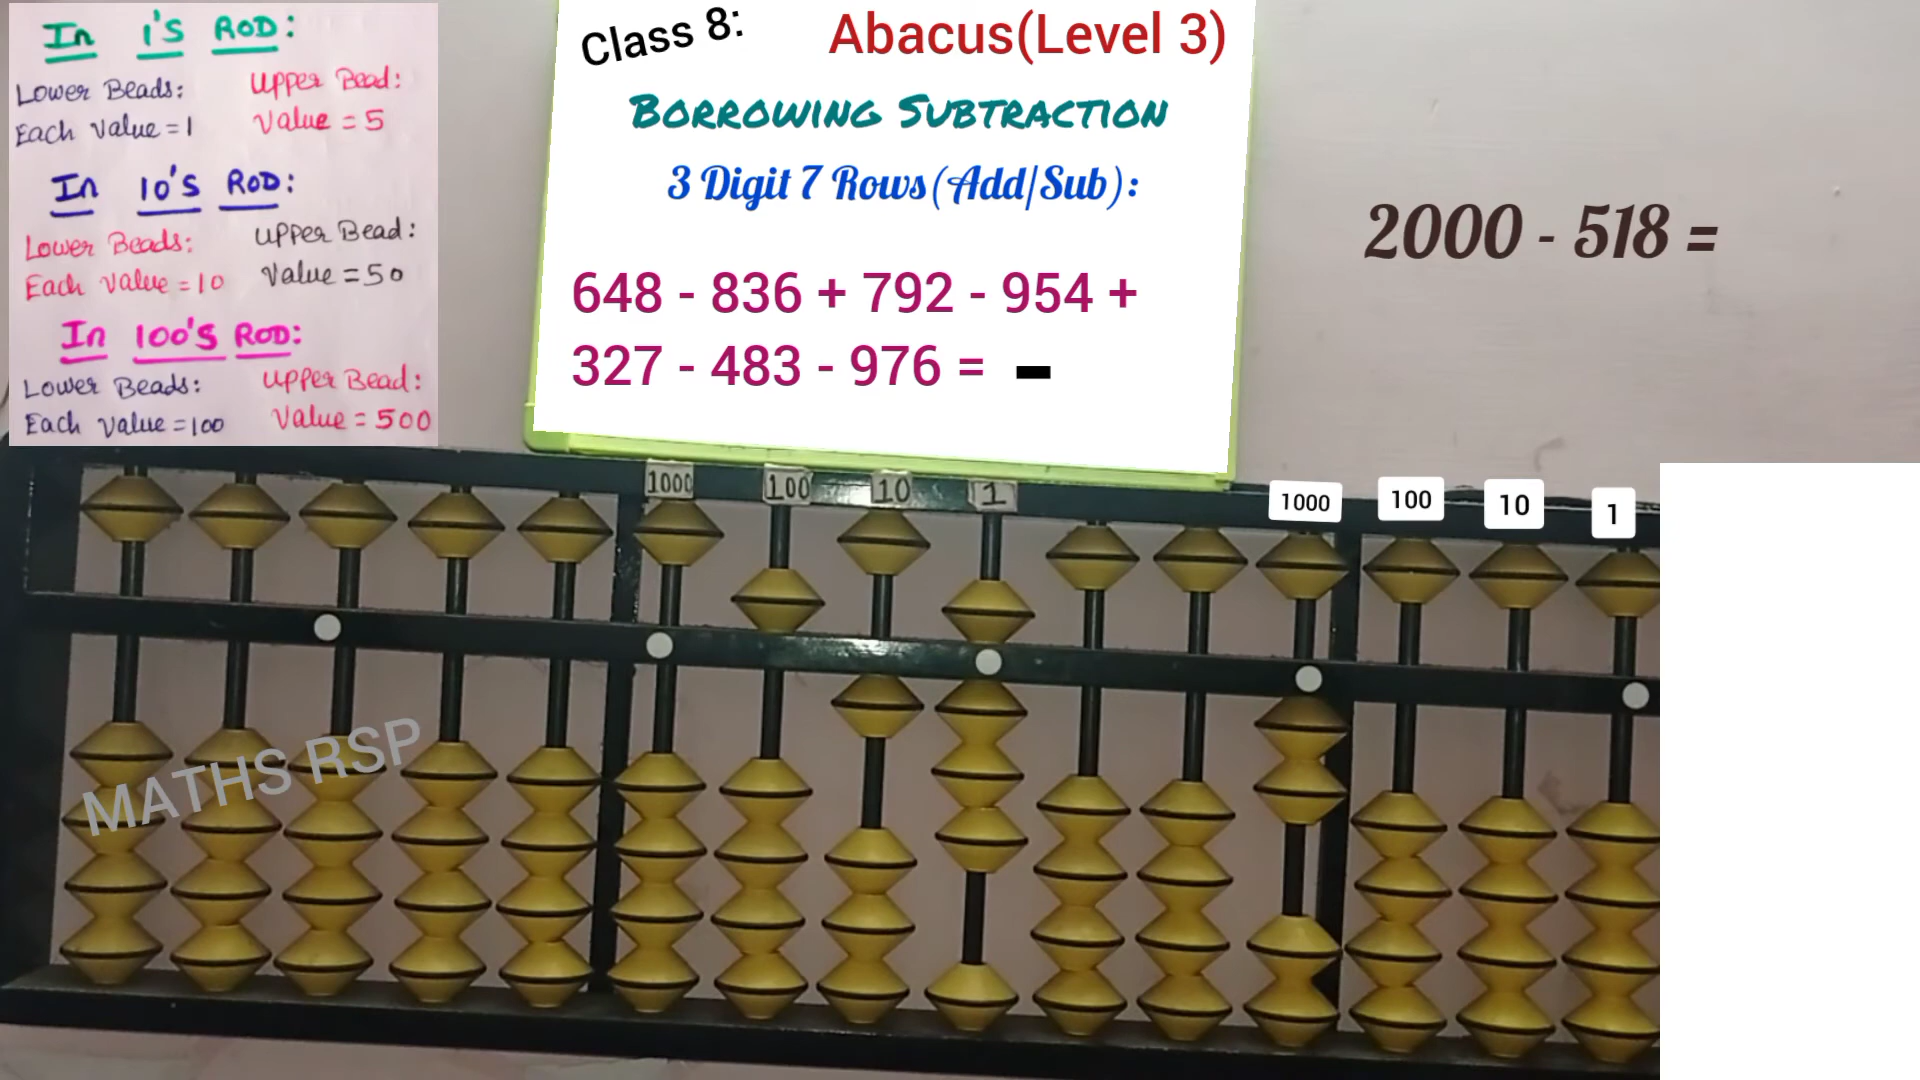 In 1'S ROD:
Lower Beads:
Each Value = 1
Upper Bead:
Value = 5
In 10'S ROD:
Lower Beads:
Each Value = 10
Upper Bead:
Value = 50
In 100'S ROD:
Lower Beads:
Each Value = 100
Upper Bead:
Value = 500
Class 8:
Abacus(Level 3)
BORROWING SUBTRACTION
3 Digit 7 Rows(Add/Sub):
648 - 836 + 792 - 954 +
327 - 483 - 976 = -
2000 - 518 =
1000 100 10 1
1000 100 10 1
MATHS RSP